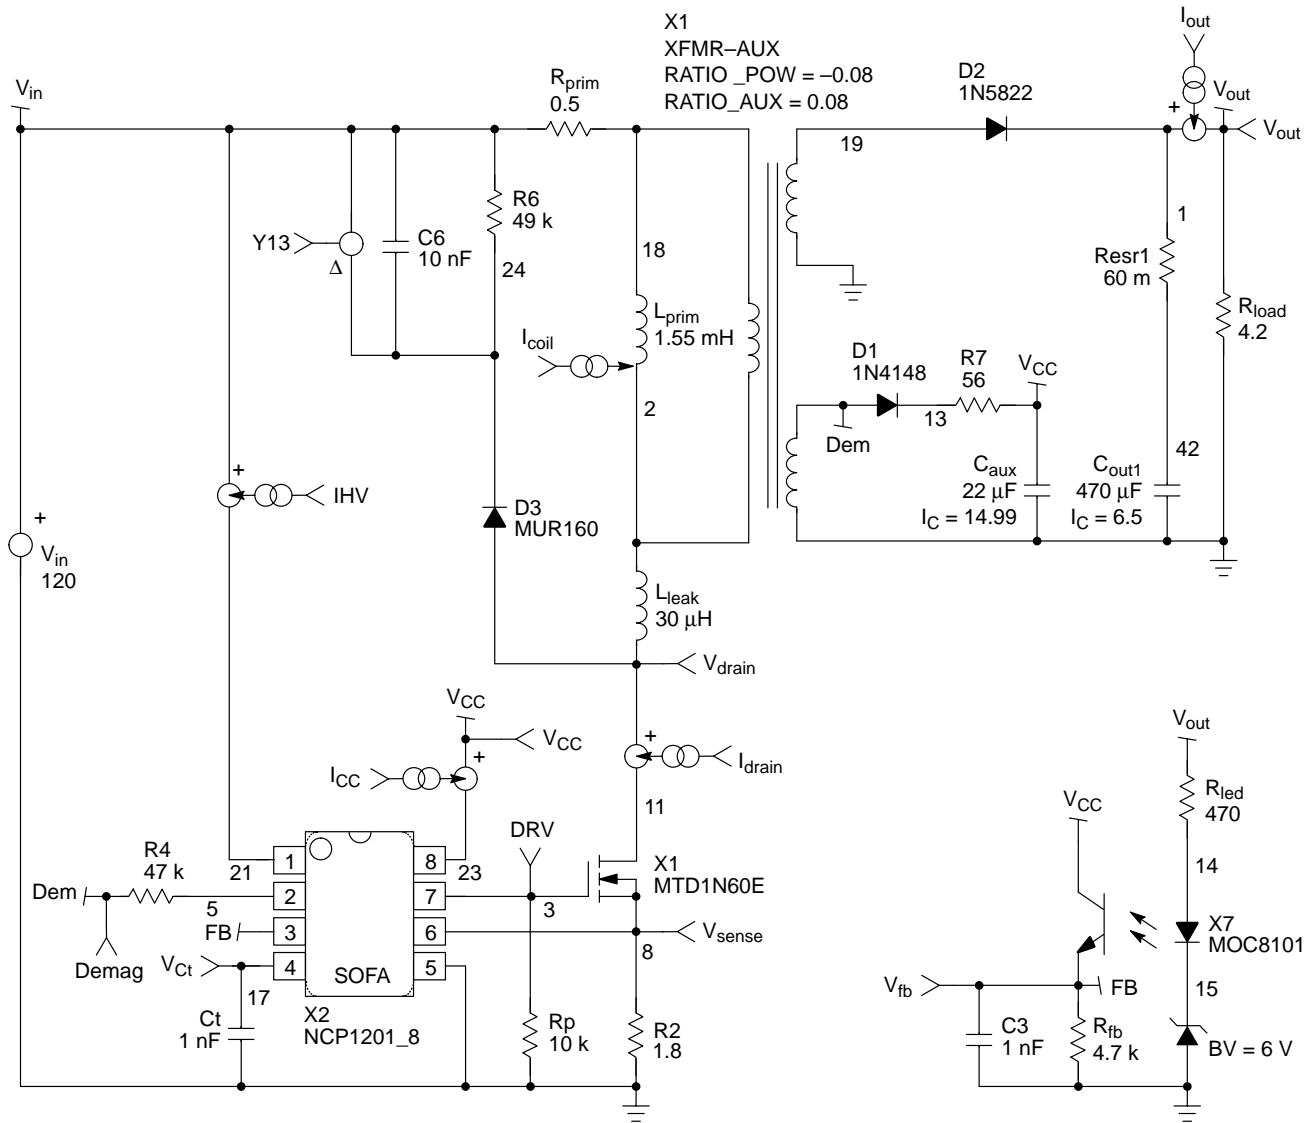 X1
XFMR–AUX
RATIO _POW = –0.08
RATIO_AUX = 0.08
Iout
D2
1N5822
Vin
Rprim
0.5
+
Vout
Vout
19
R6
49 k
Y13
Δ
C6
10 nF
24
18
1
Resr1
60 m
Lprim
1.55 mH
Rload
4.2
Icoil
D1
1N4148
R7
56
VCC
2
Dem
13
42
+
IHV
Caux
22 µF
IC = 14.99
Cout1
470 µF
IC = 6.5
D3
MUR160
+
Vin
120
Lleak
30 µH
Vdrain
VCC
VCC
+
ICC
+
Idrain
Vout
Rled
470
VCC
11
DRV
R4
47 k
21
1
8
23
X1
MTD1N60E
14
Dem
5
2
7
3
FB
3
6
Vsense
8
X7
MOC8101
Demag
VCt
4
SOFA
5
17
Vfb
FB
15
Ct
1 nF
X2
NCP1201_8
Rp
10 k
R2
1.8
C3
1 nF
Rfb
4.7 k
BV = 6 V